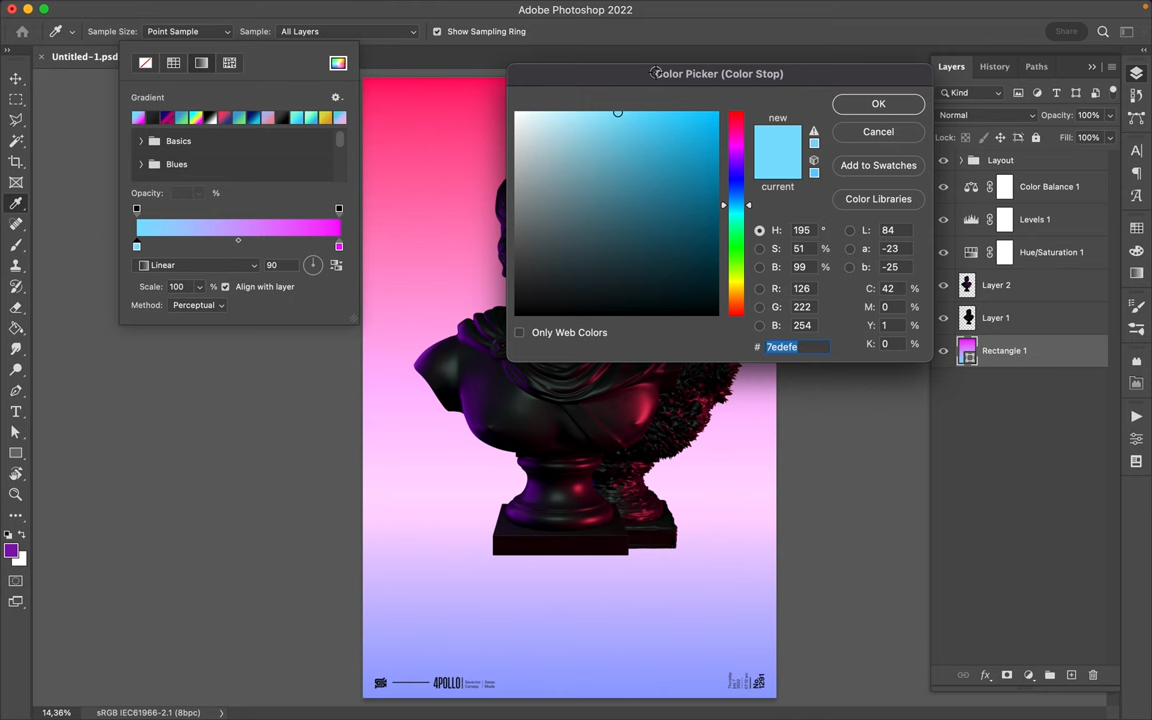 Adobe Photoshop 2022
Sample Size:
Point Sample
Sample:
All Layers
Show Sampling Ring
Share
Untitled-1.psd
Gradient
Basics
Blues
Opacity:
%
Linear
90
Scale:
100
%
Align with layer
Method:
Perceptual
Color Picker (Color Stop)
new
current
OK
Cancel
Add to Swatches
Color Libraries
H: 195 °
S: 51 %
B: 99 %
R: 126
G: 222
B: 254
L: 84
a: -23
b: -25
C: 42 %
M: 0 %
Y: 1 %
K: 0 %
Only Web Colors
# 7edefe
Layers
History
Paths
Kind
Normal
Opacity: 100%
Lock:
Fill: 100%
Layout
Color Balance 1
Levels 1
Hue/Saturation 1
Layer 2
Layer 1
Rectangle 1
4POLLO
No. 1291
14,36%
sRGB IEC61966-2.1 (8bpc)